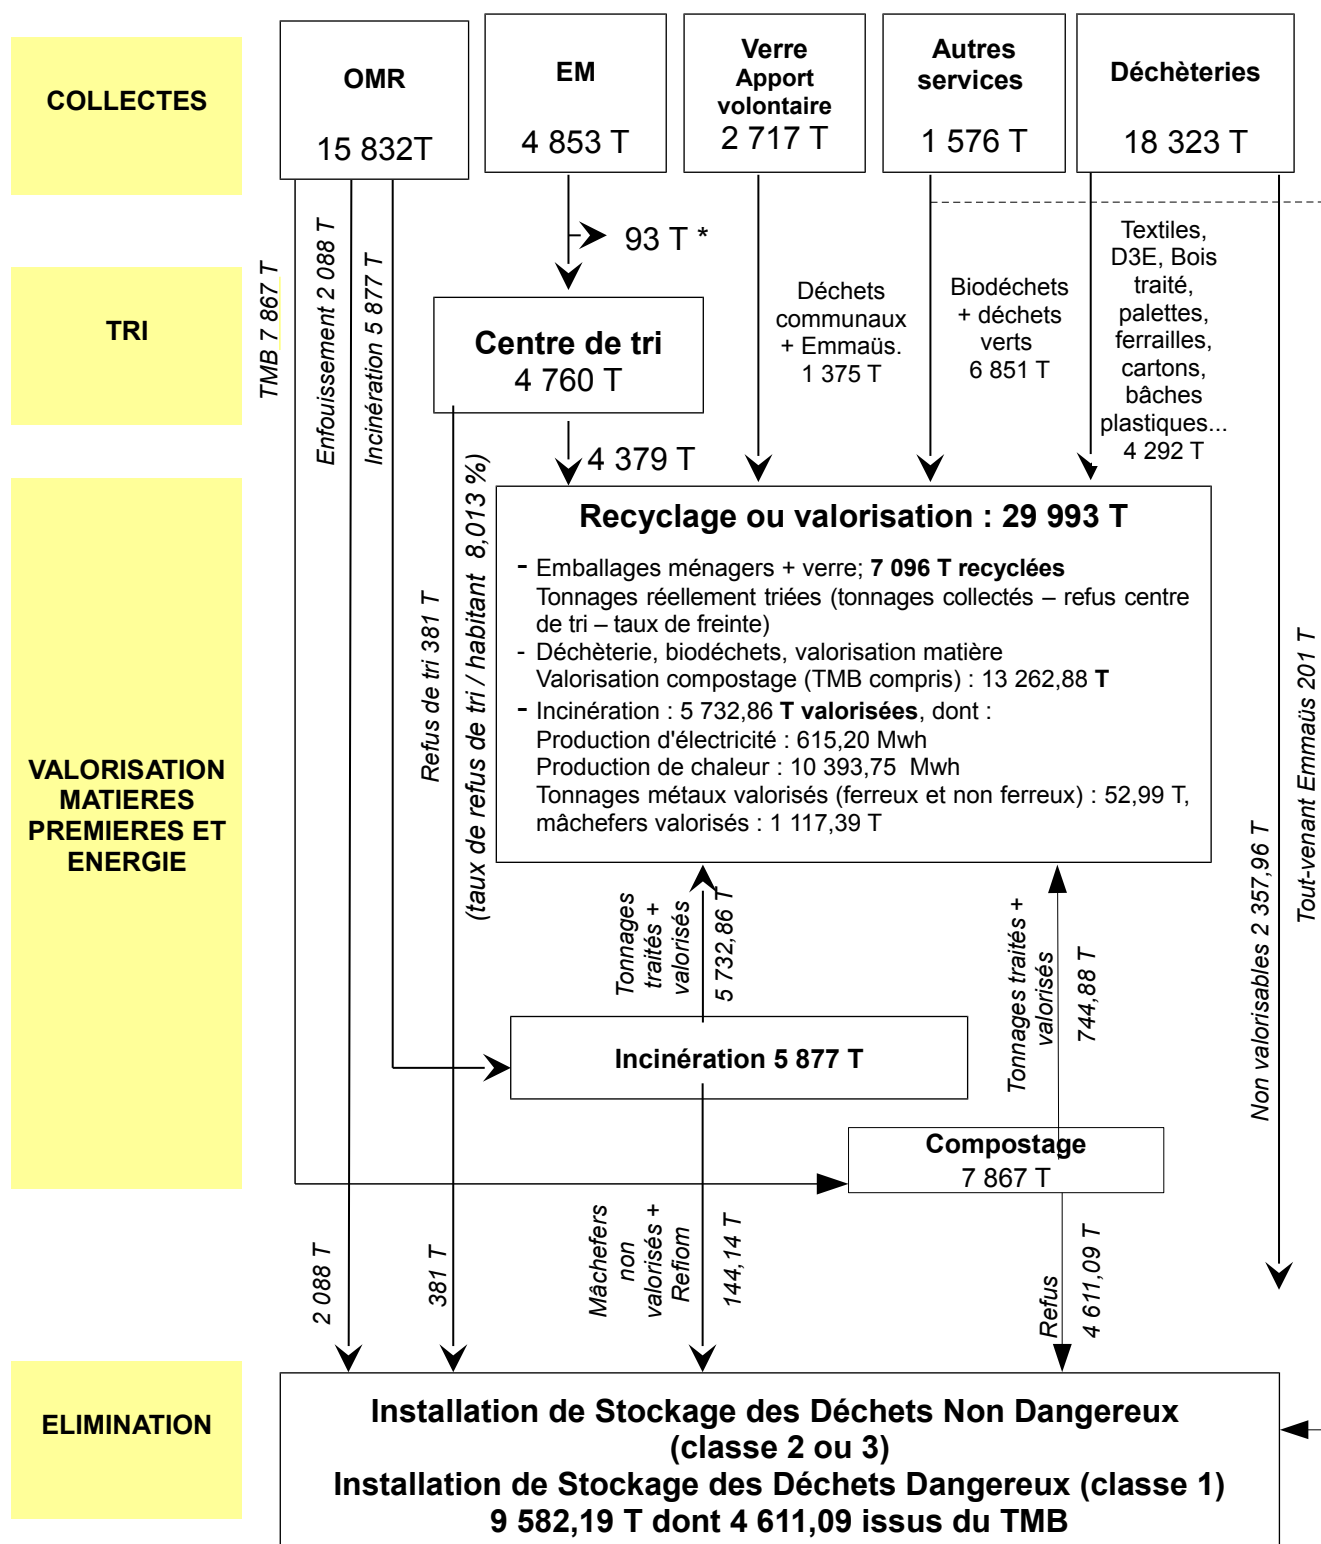 COLLECTES
OMR
15 832T
EM
4 853 T
Verre
Apport
volontaire
2 717 T
Autres
services
1 576 T
Déchèteries
18 323 T
TRI
TMB 7 867 T
Enfouissement 2 088 T
Incinération 5 877 T
93 T *
Centre de tri
4 760 T
4 379 T
Déchets
communaux
+ Emmaüs.
1 375 T
Biodéchets
+ déchets
verts
6 851 T
Textiles,
D3E, Bois
traité,
palettes,
ferrailles,
cartons,
bâches
plastiques...
4 292 T
VALORISATION
MATIERES
PREMIERES ET
ENERGIE
Refus de tri 381 T
(taux de refus de tri / habitant 8,013 %)
Recyclage ou valorisation : 29 993 T
- Emballages ménagers + verre; 7 096 T recyclées
Tonnages réellement triées (tonnages collectés – refus centre
de tri – taux de freinte)
- Déchèterie, biodéchets, valorisation matière
Valorisation compostage (TMB compris) : 13 262,88 T
- Incinération : 5 732,86 T valorisées, dont :
Production d'électricité : 615,20 Mwh
Production de chaleur : 10 393,75 Mwh
Tonnages métaux valorisés (ferreux et non ferreux) : 52,99 T,
mâchefers valorisés : 1 117,39 T
Tonnages
traités +
valorisés
5 732,86 T
Tonnages traités +
valorisés
744,88 T
Non valorisables 2 357,96 T
Tout-venant Emmaüs 201 T
Incinération 5 877 T
Compostage
7 867 T
2 088 T
381 T
Mâchefers
non
valorisés +
Refiom
144,14 T
Refus
4 611,09 T
ELIMINATION
Installation de Stockage des Déchets Non Dangereux
(classe 2 ou 3)
Installation de Stockage des Déchets Dangereux (classe 1)
9 582,19 T dont 4 611,09 issus du TMB